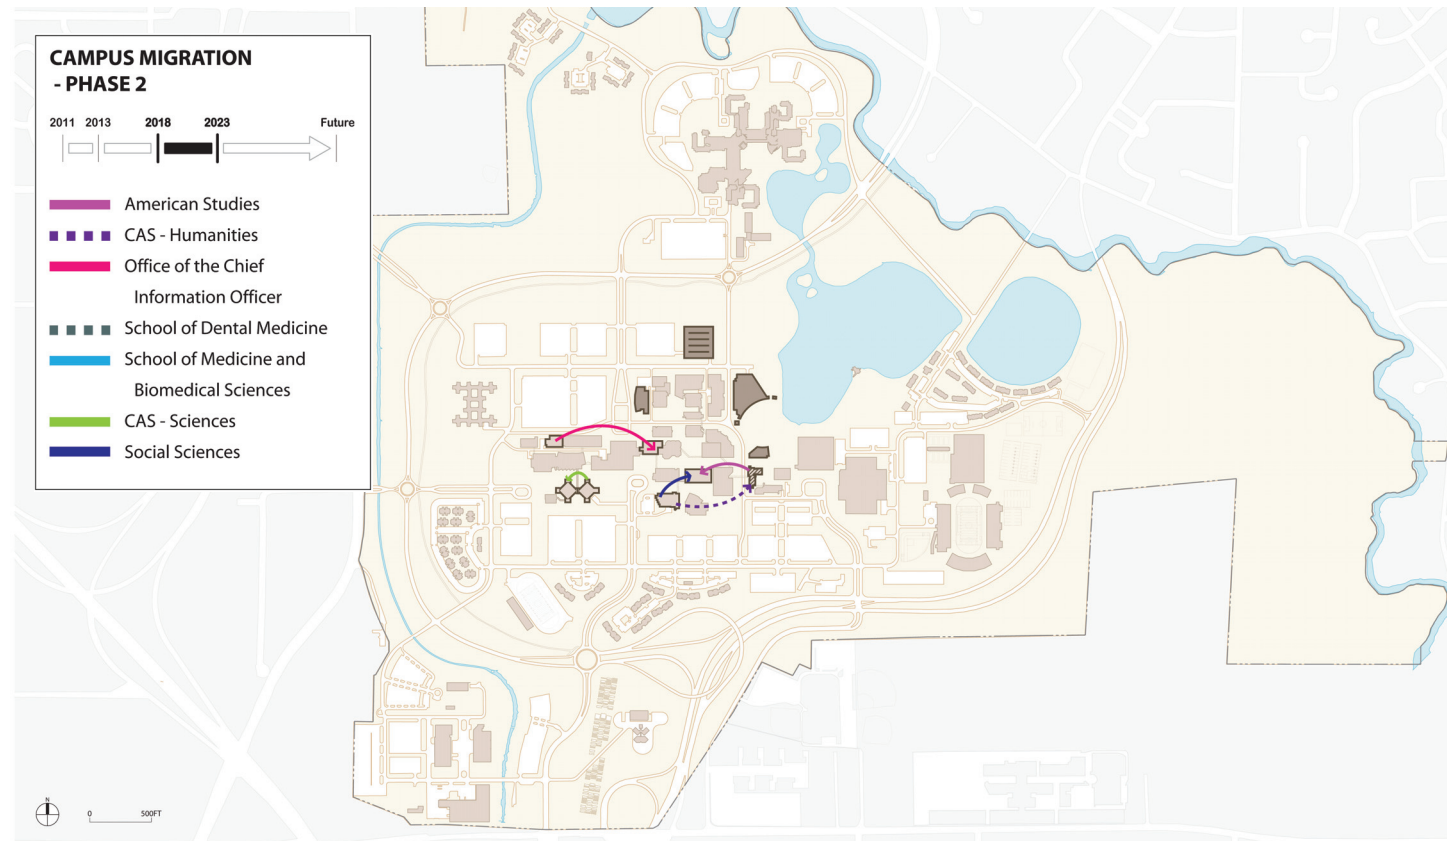 CAMPUS MIGRATION
- PHASE 2
2011 2013 2018 2023 Future
American Studies
CAS - Humanities
Office of the Chief
Information Officer
School of Dental Medicine
School of Medicine and
Biomedical Sciences
CAS - Sciences
Social Sciences
N
0 500FT